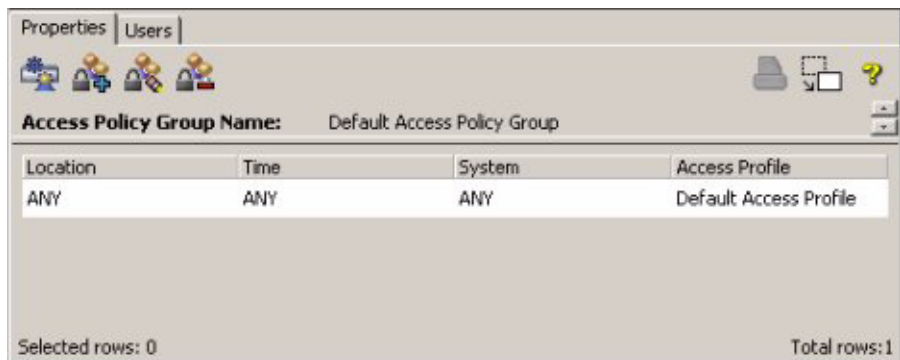 Properties Users
Access Policy Group Name: Default Access Policy Group
Location Time System Access Profile
ANY ANY ANY Default Access Profile
Selected rows: 0 Total rows:1